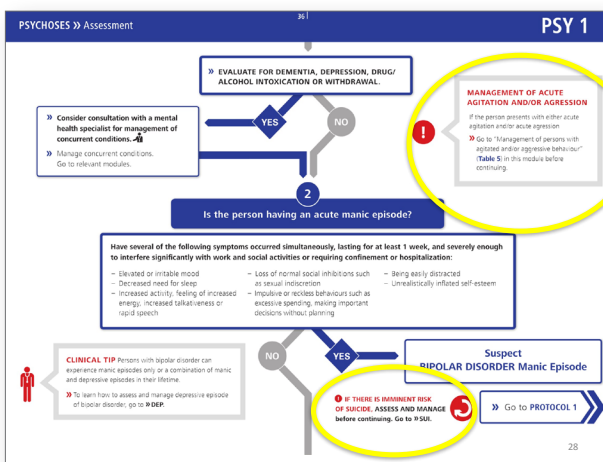 36
PSYCHOSES » Assessment
PSY 1
» EVALUATE FOR DEMENTIA, DEPRESSION, DRUG/
ALCOHOL INTOXICATION OR WITHDRAWAL.
YES
NO
» Consider consultation with a mental
health specialist for management of
concurrent conditions.
» Manage concurrent conditions.
Go to relevant modules.
MANAGEMENT OF ACUTE
AGITATION AND/OR AGRESSION
If the person presents with either acute
agitation and/or acute agression
» Go to "Management of persons with
agitated and/or aggressive behaviour"
(Table 5) in this module before
continuing.
!
2
Is the person having an acute manic episode?
Have several of the following symptoms occurred simultaneously, lasting for at least 1 week, and severely enough
to interfere significantly with work and social activities or requiring confinement or hospitalization:
– Elevated or irritable mood
– Decreased need for sleep
– Increased activity, feeling of increased
energy, increased talkativeness or
rapid speech
– Loss of normal social inhibitions such
as sexual indiscretion
– Impulsive or reckless behaviours such as
excessive spending, making important
decisions without planning
– Being easily distracted
– Unrealistically inflated self-esteem
NO
YES
CLINICAL TIP Persons with bipolar disorder can
experience manic episodes only or a combination of manic
and depressive episodes in their lifetime.
» To learn how to assess and manage depressive episode
of bipolar disorder, go to » DEP.
Suspect
BIPOLAR DISORDER Manic Episode
! IF THERE IS IMMINENT RISK
OF SUICIDE, ASSESS AND MANAGE
before continuing. Go to » SUI.
» Go to PROTOCOL 1
28